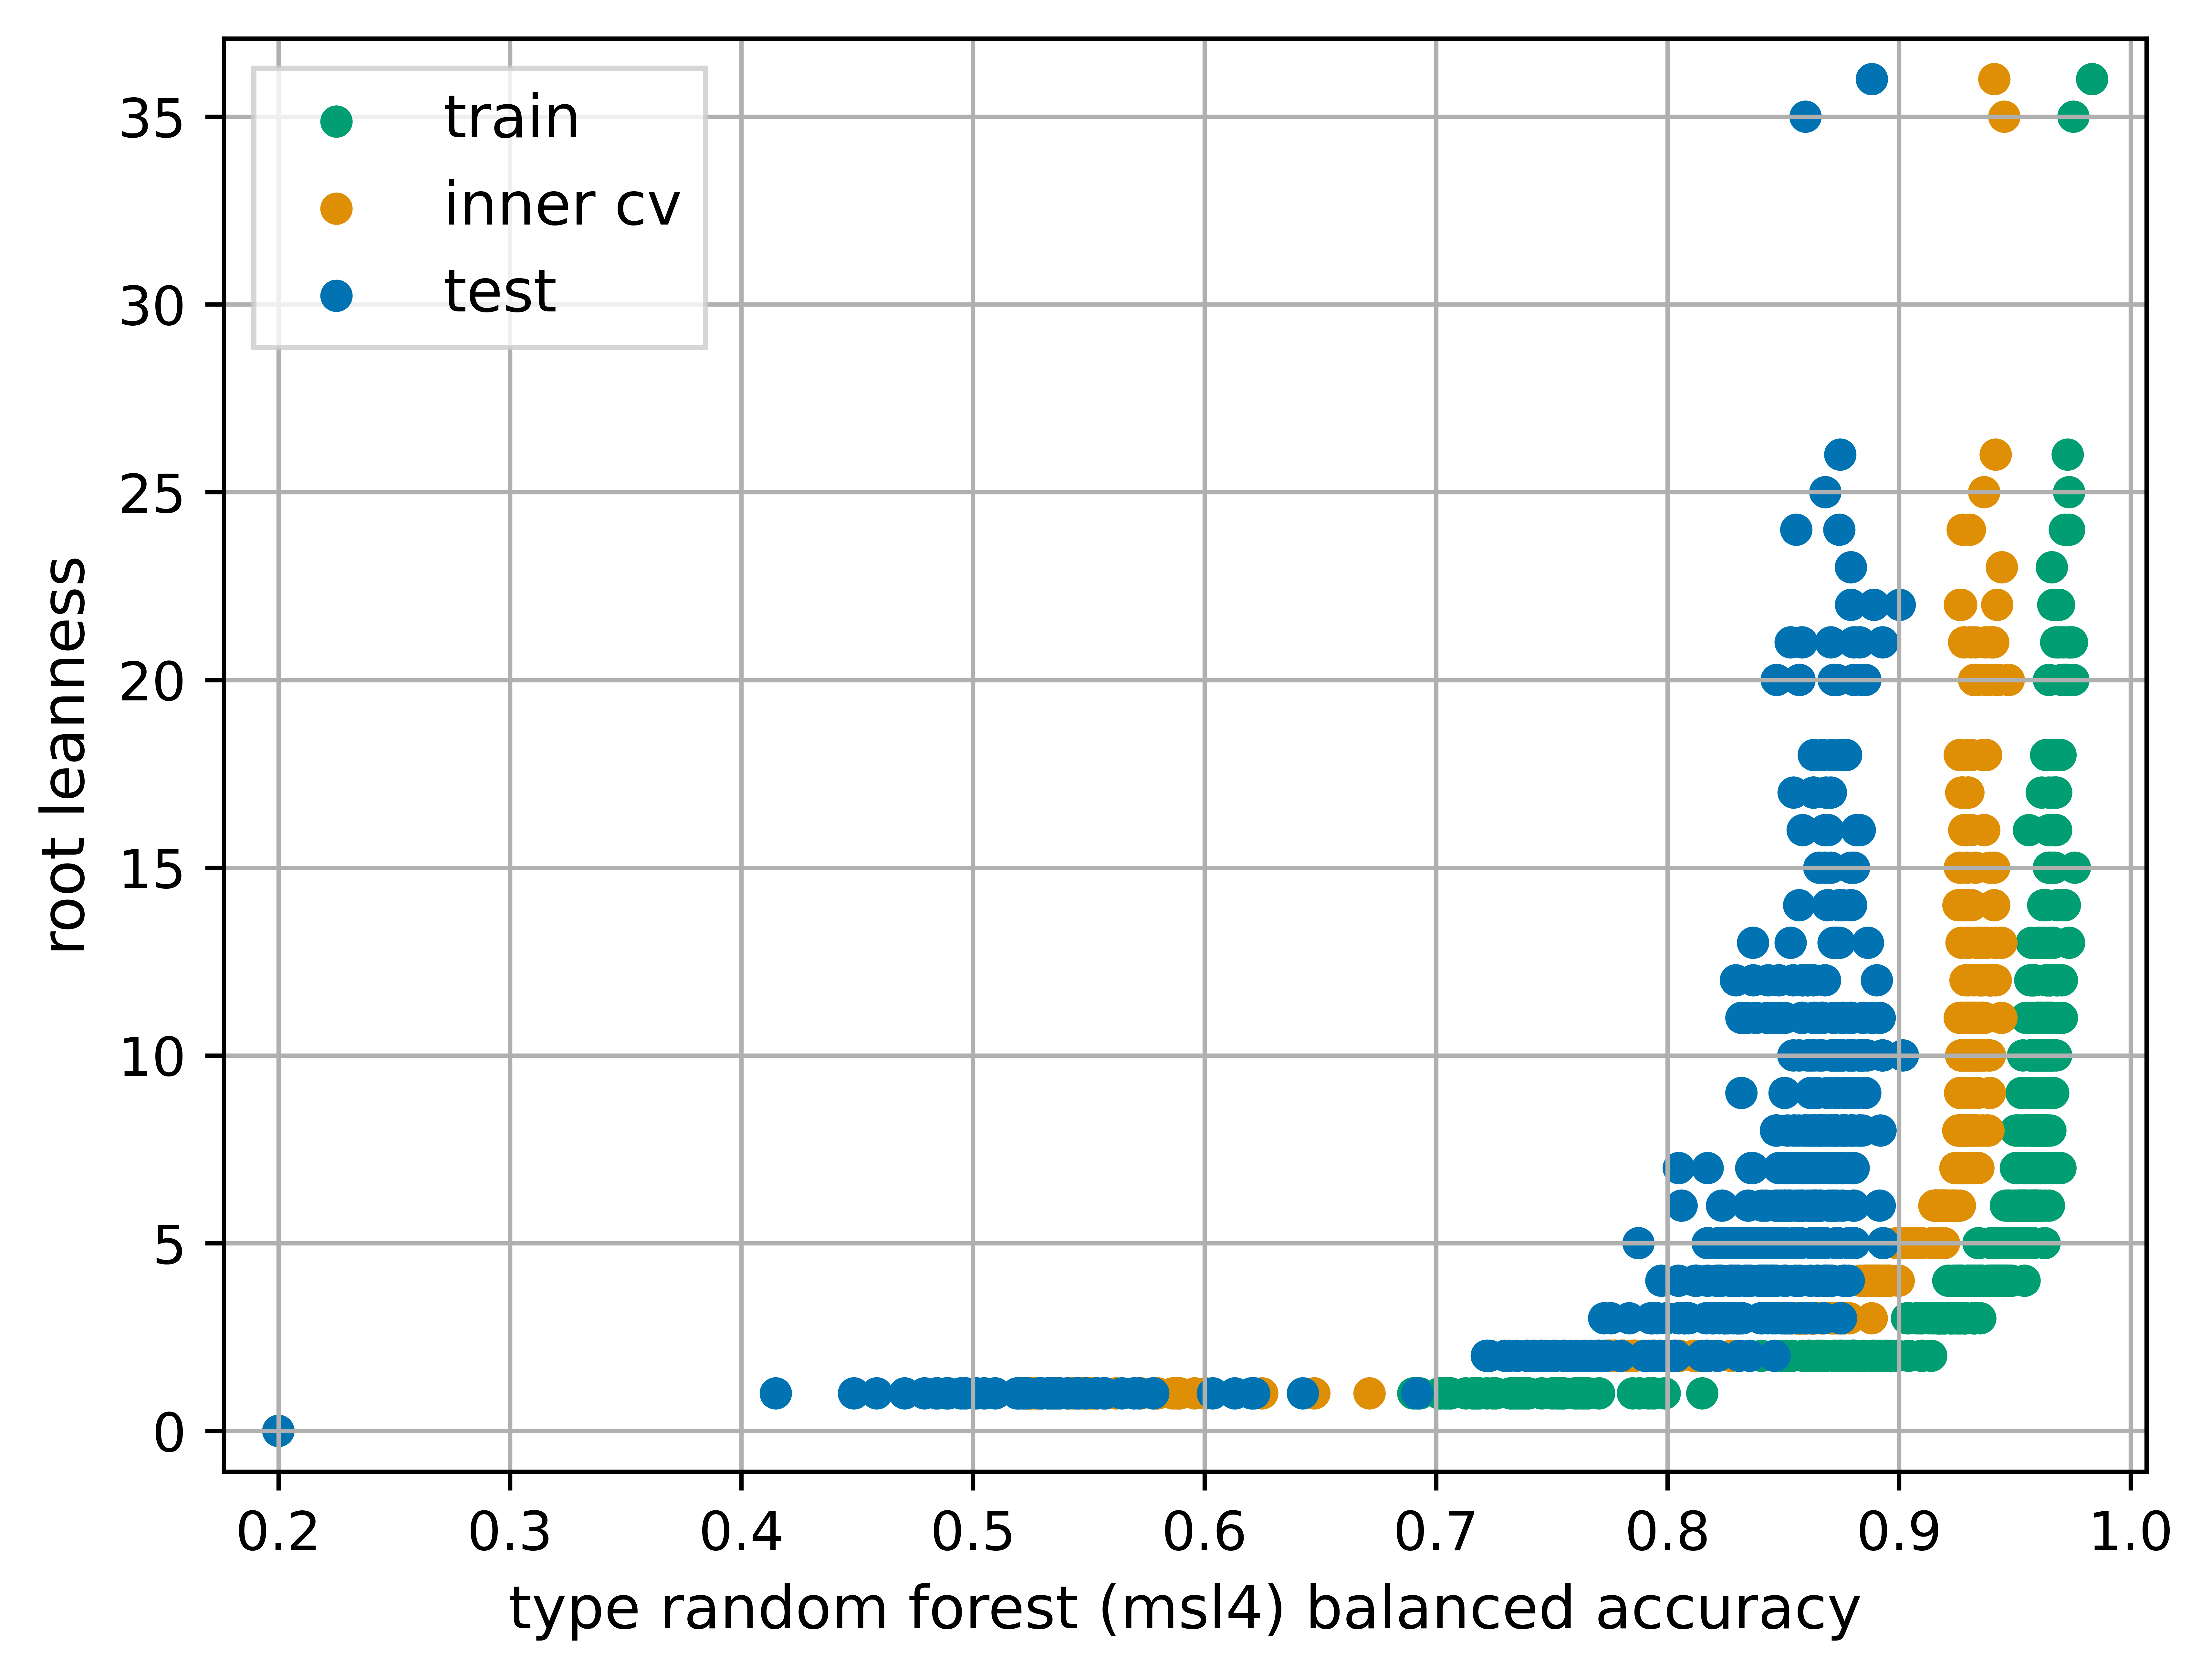 train
inner cv
test
root leanness
35
30
25
20
15
10
5
0
0.2 0.3 0.4 0.5 0.6 0.7 0.8 0.9 1.0
type random forest (msl4) balanced accuracy